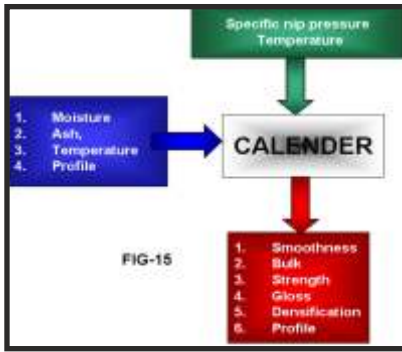 Specific nip pressure
Temperature
1. Moisture
2. Ash,
3. Temperature
4. Profile
CALENDER
FIG-15
1. Smoothness
2. Bulk
3. Strength
4. Gloss
5. Densification
6. Profile